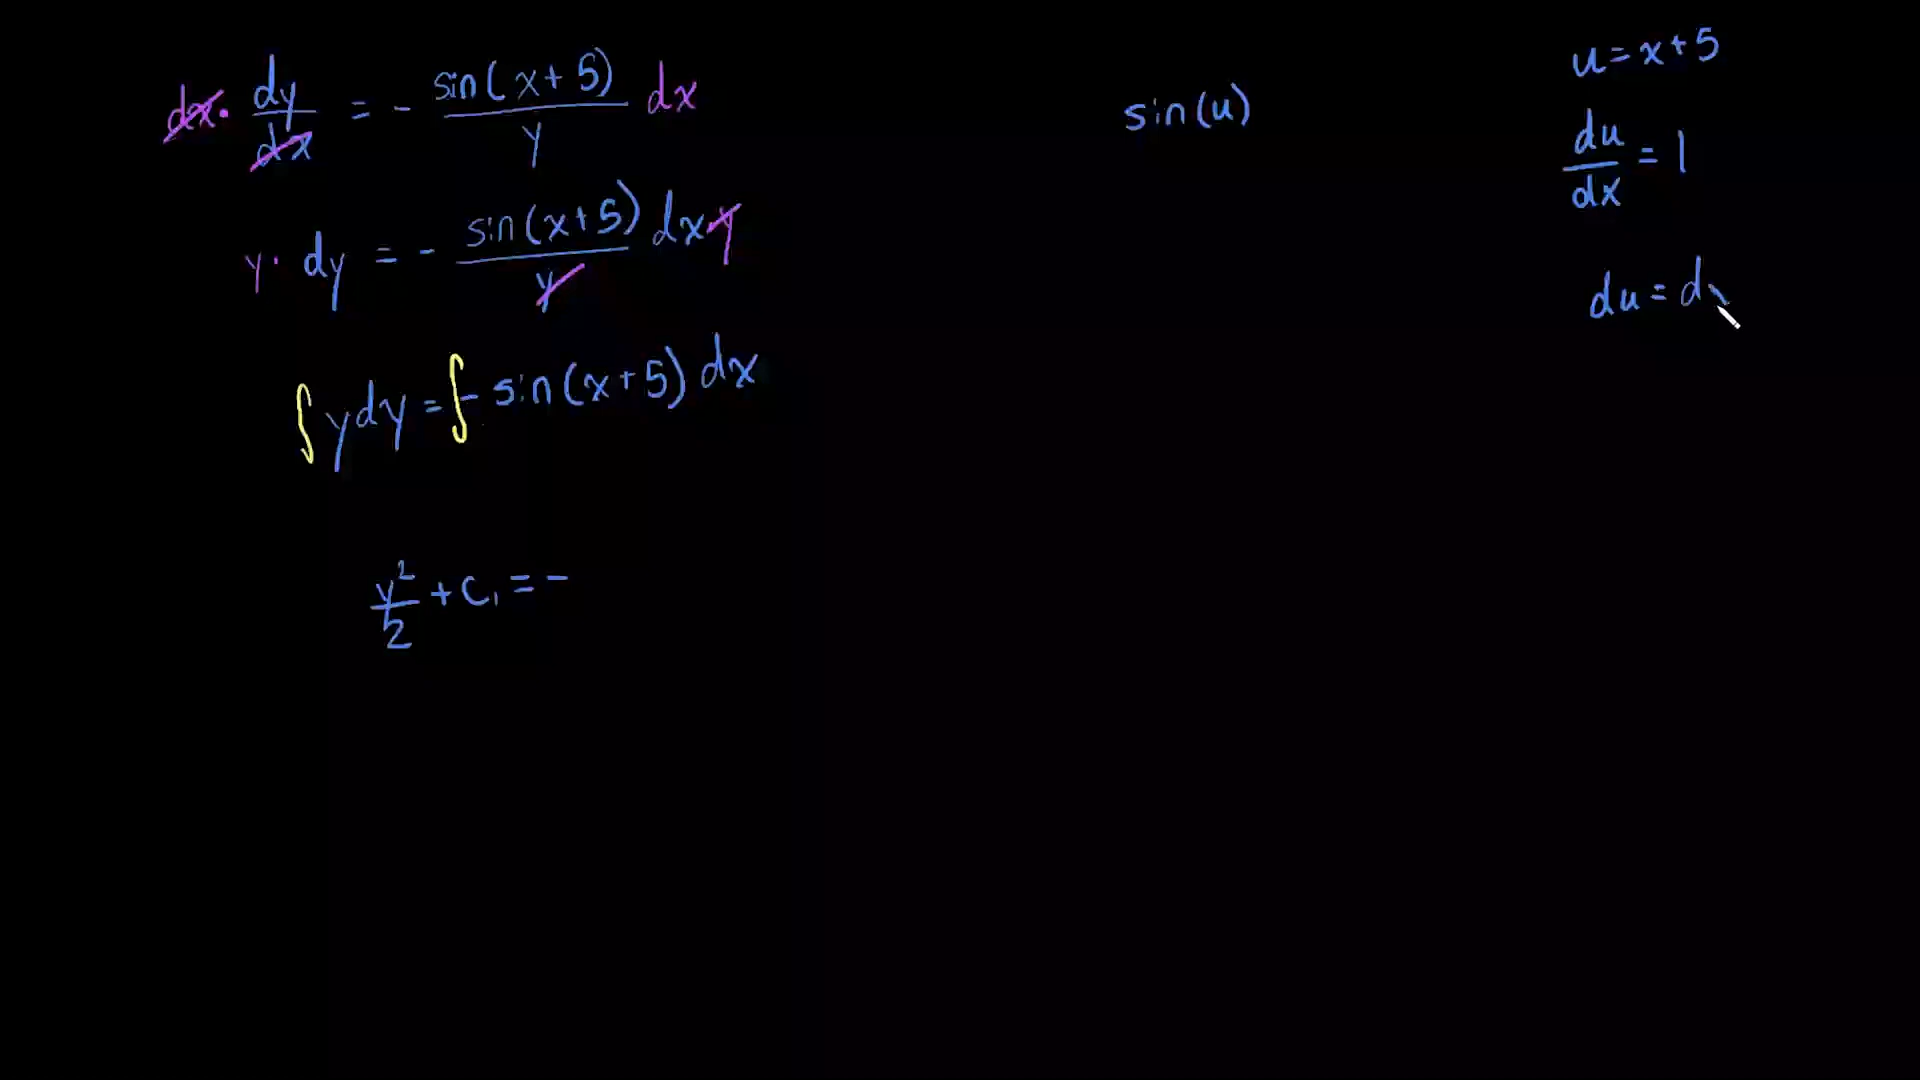 dx · dy/dx = - sin(x+5)/y dx
y · dy = - sin(x+5)/y dx y
∫ y dy = ∫ - sin(x+5) dx
y²/2 + C₁ = -
sin(u)
u = x+5
du/dx = 1
du = dx